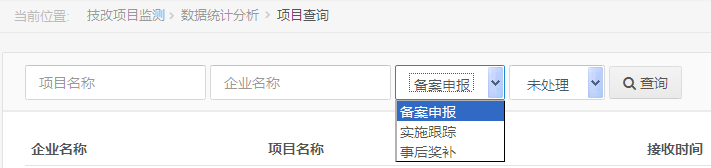 当前位置: 技改项目监测 > 数据统计分析 > 项目查询
项目名称 企业名称 备案申报 未处理 查询
备案申报
实施跟踪
事后奖补
企业名称 项目名称 接收时间